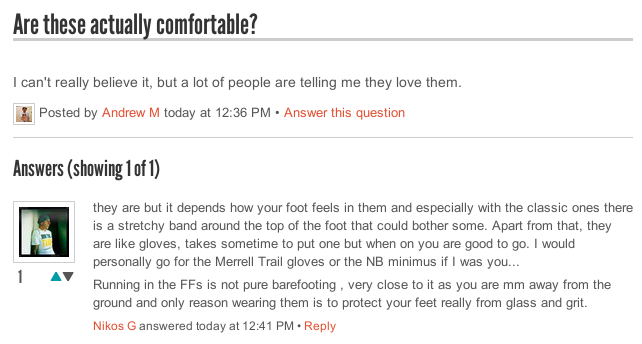 Are these actually comfortable?
I can't really believe it, but a lot of people are telling me they love them.
Posted by Andrew M today at 12:36 PM • Answer this question
Answers (showing 1 of 1)
they are but it depends how your foot feels in them and especially with the classic ones there
is a stretchy band around the top of the foot that could bother some. Apart from that, they
are like gloves, takes sometime to put one but when on you are good to go. I would
personally go for the Merrell Trail gloves or the NB minimus if I was you...
Running in the FFs is not pure barefooting , very close to it as you are mm away from the
ground and only reason wearing them is to protect your feet really from glass and grit.
1
Nikos G answered today at 12:41 PM • Reply